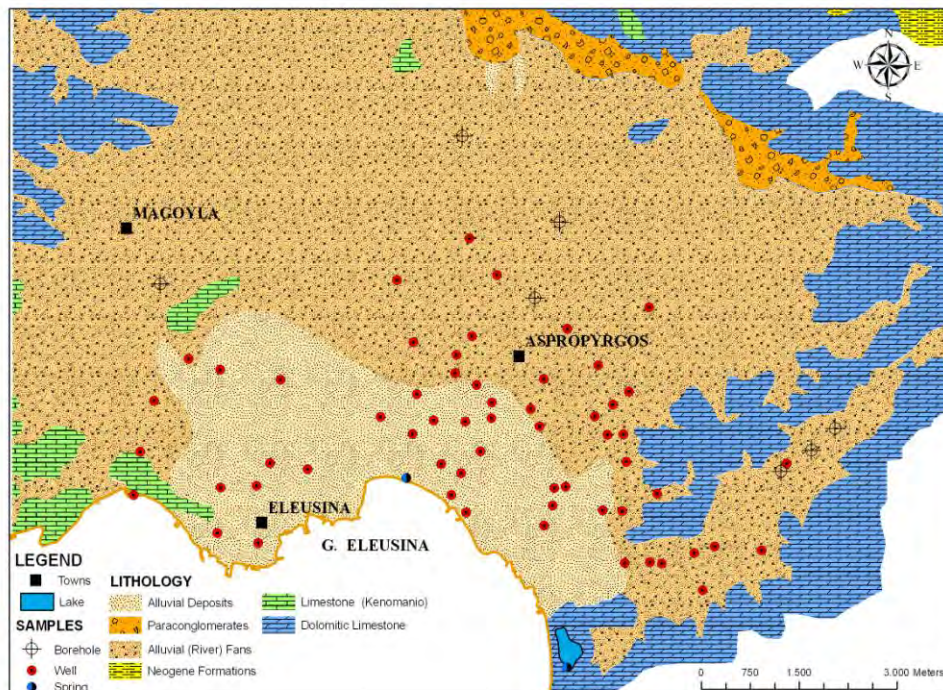 N
W E
S
MAGOYLA
ASPROPYRGOS
ELEUSINA
G. ELEUSINA
LEGEND
Towns
Lake
SAMPLES
Borehole
Well
Spring
LITHOLOGY
Alluvial Deposits
Paraconglomerates
Alluvial (River) Fans
Neogene Formations
Limestone (Kenomanio)
Dolomitic Limestone
0 750 1.500 3.000 Meters